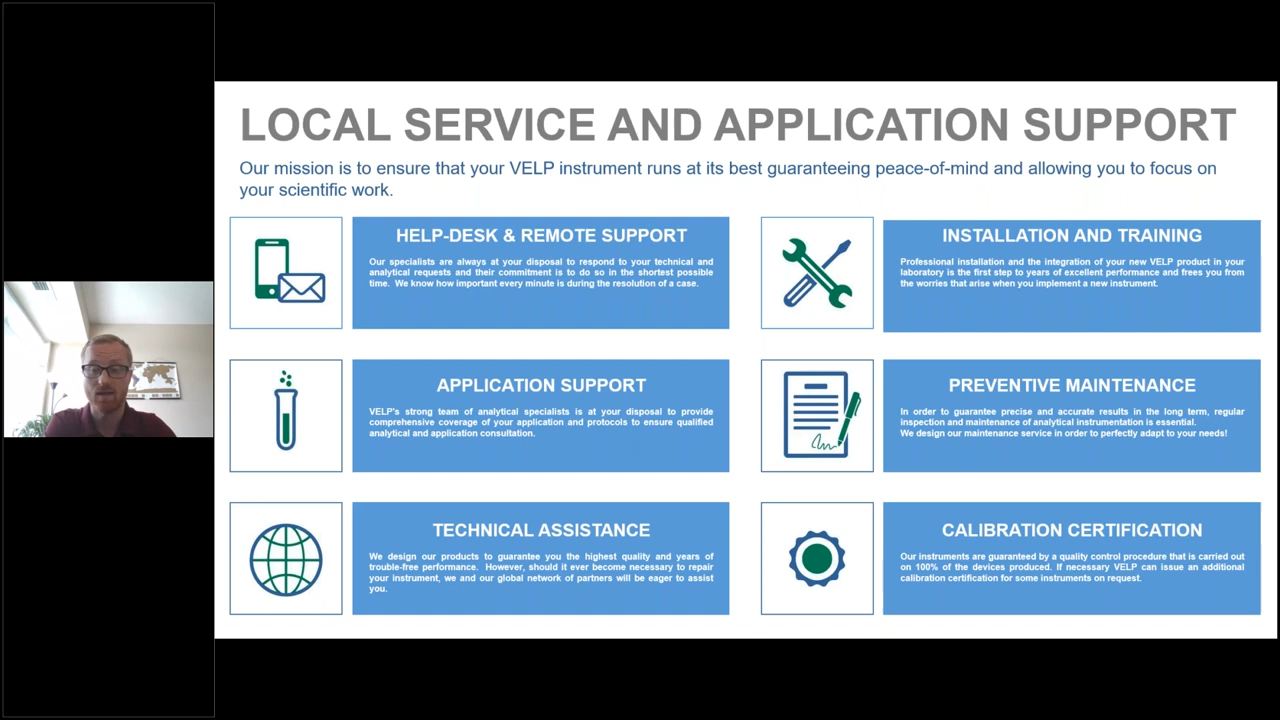 LOCAL SERVICE AND APPLICATION SUPPORT
Our mission is to ensure that your VELP instrument runs at its best guaranteeing peace-of-mind and allowing you to focus on
your scientific work.
HELP-DESK & REMOTE SUPPORT
Our specialists are always at your disposal to respond to your technical and
analytical requests and their commitment is to do so in the shortest possible
time. We know how important every minute is during the resolution of a case.
INSTALLATION AND TRAINING
Professional installation and the integration of your new VELP product in your
laboratory is the first step to years of excellent performance and frees you from
the worries that arise when you implement a new instrument.
APPLICATION SUPPORT
VELP's strong team of analytical specialists is at your disposal to provide
comprehensive coverage of your application and protocols to ensure qualified
analytical and application consultation.
PREVENTIVE MAINTENANCE
In order to guarantee precise and accurate results in the long term, regular
inspection and maintenance of analytical instrumentation is essential.
We design our maintenance service in order to perfectly adapt to your needs!
TECHNICAL ASSISTANCE
We design our products to guarantee you the highest quality and years of
trouble-free performance. However, should it ever become necessary to repair
your instrument, we and our global network of partners will be eager to assist
you.
CALIBRATION CERTIFICATION
Our instruments are guaranteed by a quality control procedure that is carried out
on 100% of the devices produced. If necessary VELP can issue an additional
calibration certification for some instruments on request.